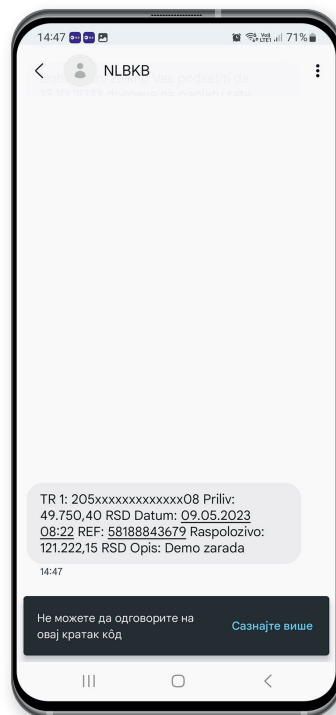 14:47 71%
NLBKB
TR 1: 205xxxxxxxxxxxxx08 Priliv:
49.750,40 RSD Datum: 09.05.2023
08:22 REF: 58188843679 Raspolozivo:
121.222,15 RSD Opis: Demo zarada
14:47
Не можете да одговорите на
овај кратак кôд
Сазнајте више